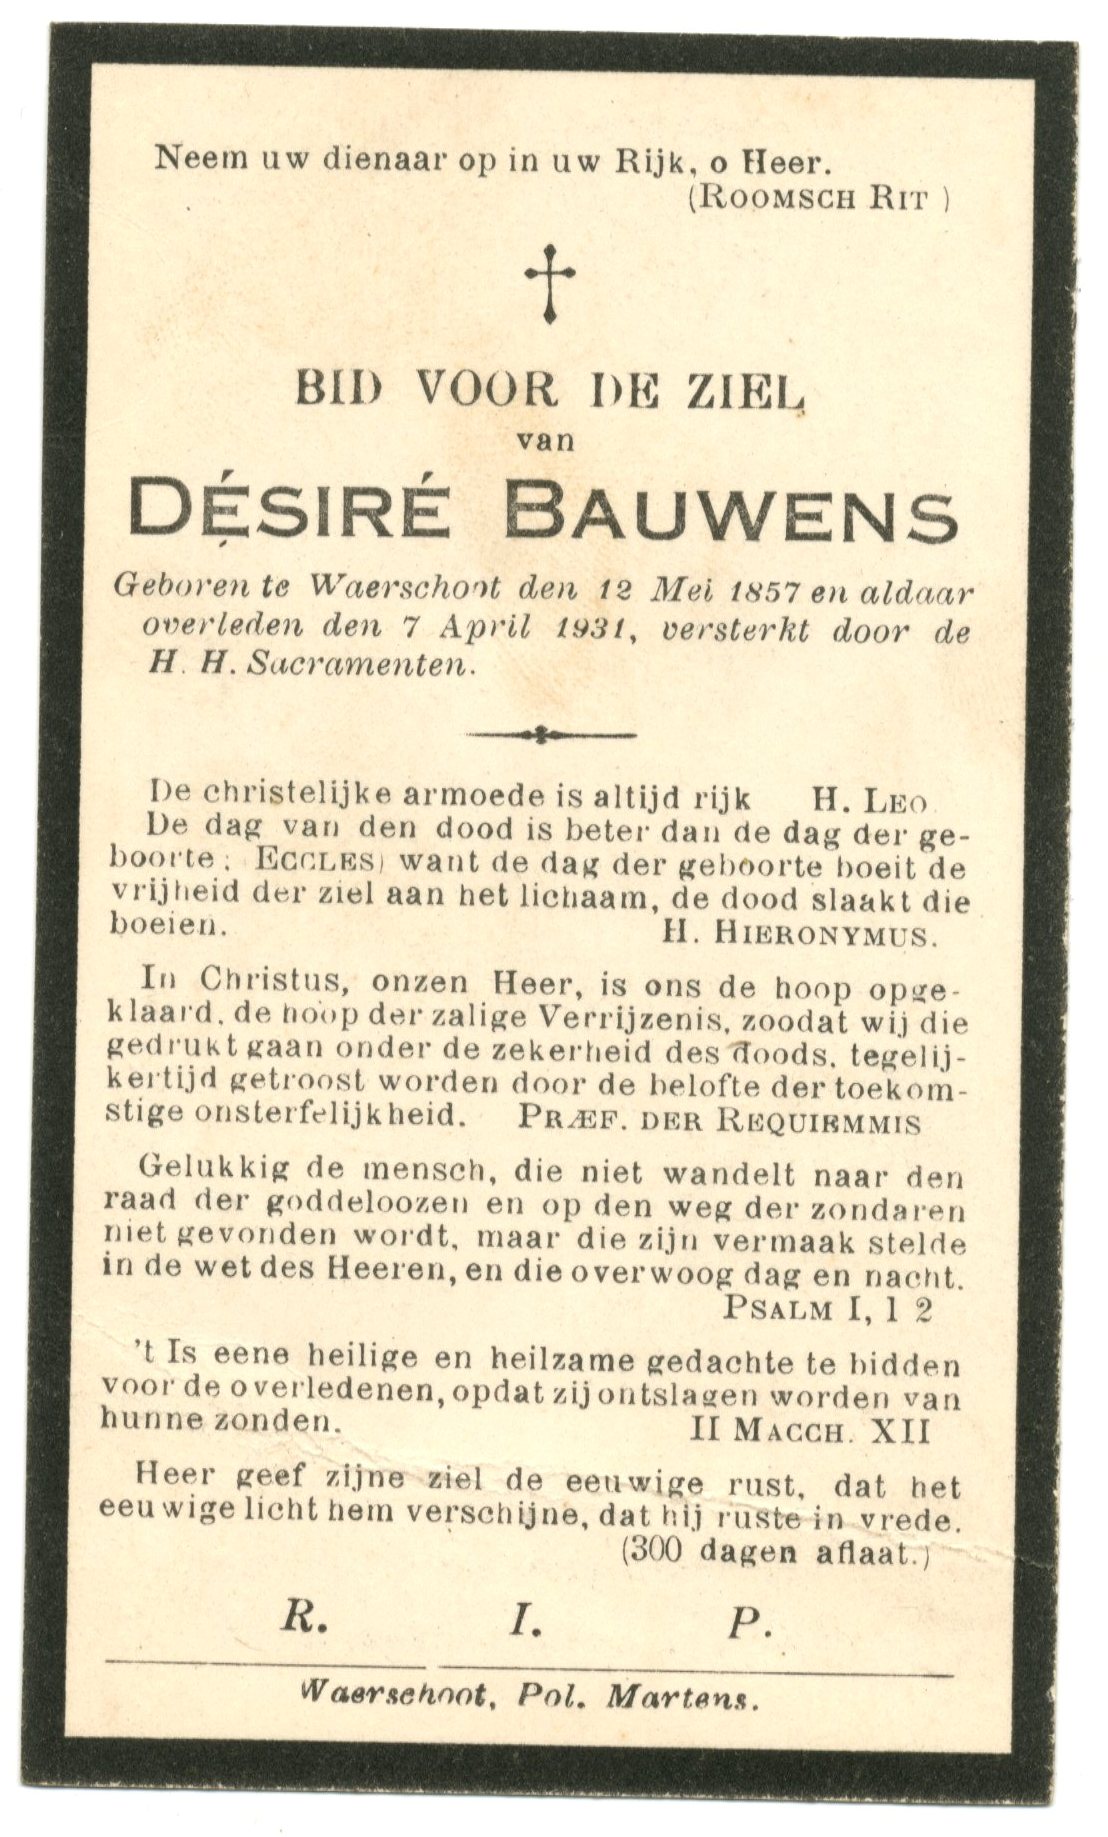 Neem uw dienaar op in uw Rijk, o Heer.
(ROOMSCH RIT )
BID VOOR DE ZIEL
van
DÉSIRÉ BAUWENS
Geboren te Waerschoot den 12 Mei 1857 en aldaar
overleden den 7 April 1931, versterkt door de
H. H. Sacramenten.
De christelijke armoede is altijd rijk H. LEO.
De dag van den dood is beter dan de dag der ge-
boorte ; ECCLES) want de dag der geboorte boeit de
vrijheid der ziel aan het lichaam, de dood slaakt die
boeien. H. HIERONYMUS.
In Christus, onzen Heer, is ons de hoop opge-
klaard, de hoop der zalige Verrijzenis, zoodat wij die
gedrukt gaan onder de zekerheid des doods, tegelij-
kertijd getroost worden door de belofte der toekom-
stige onsterfelijkheid. PRÆF. DER REQUIEMMIS
Gelukkig de mensch, die niet wandelt naar den
raad der goddeloozen en op den weg der zondaren
niet gevonden wordt, maar die zijn vermaak stelde
in de wet des Heeren, en die overwoog dag en nacht.
PSALM I, 1 2
't Is eene heilige en heilzame gedachte te bidden
voor de overledenen, opdat zij ontslagen worden van
hunne zonden. II MACCH. XII
Heer geef zijne ziel de eeuwige rust, dat het
eeuwige licht hem verschijne, dat hij ruste in vrede.
(300 dagen aflaat.)
R. I. P.
Waerschoot, Pol. Martens.